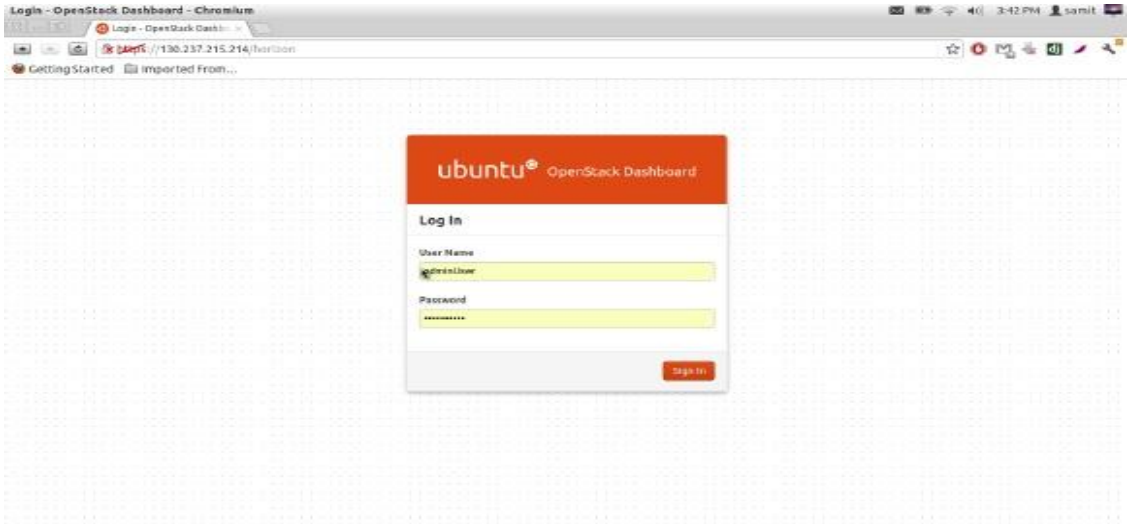 Login - OpenStack Dashboard - Chromium
3:42 PM samit
Login - OpenStack Dashb
https://130.237.215.214/horizon
Getting Started Imported From...
ubuntu OpenStack Dashboard
Log In
User Name
adminUser
Password
Sign In